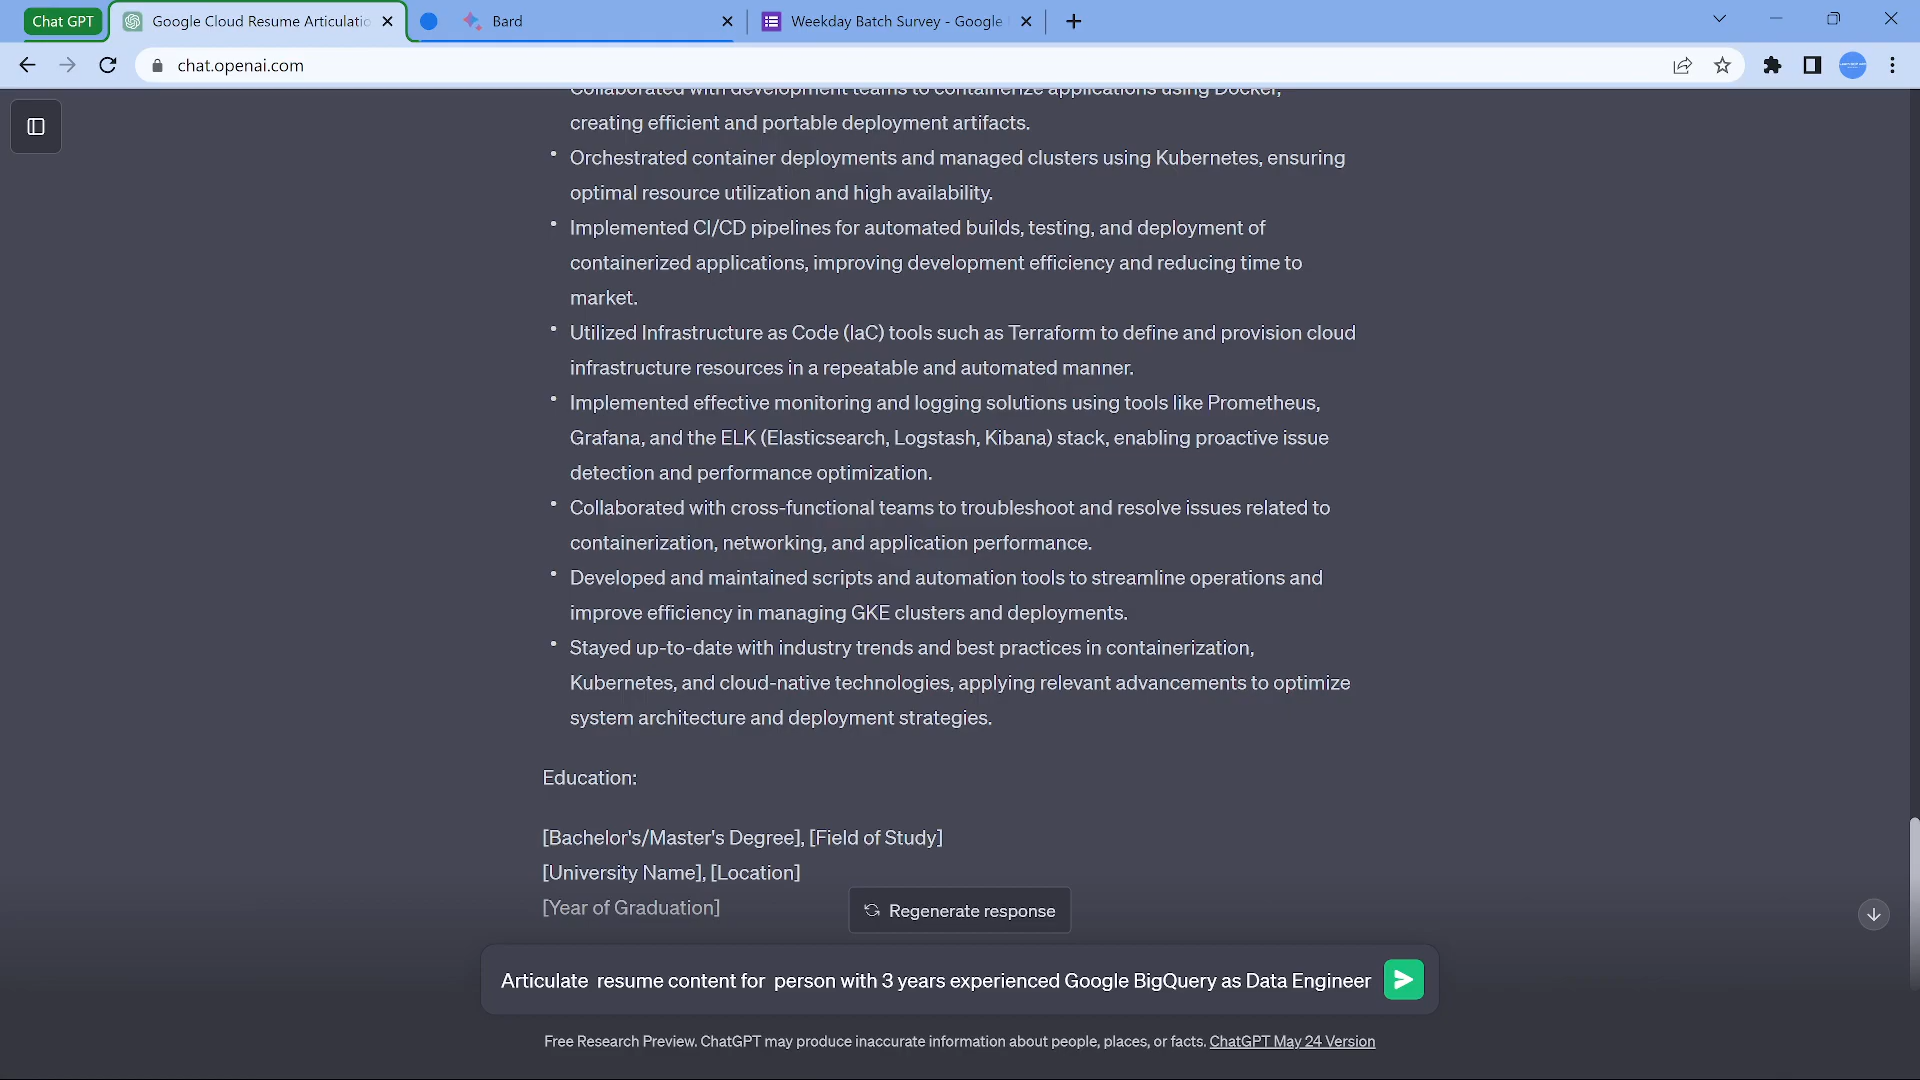 Chat GPT
Google Cloud Resume Articulatio
Bard
Weekday Batch Survey - Google
chat.openai.com
Collaborated with development teams to containerize applications using Docker,
creating efficient and portable deployment artifacts.
• Orchestrated container deployments and managed clusters using Kubernetes, ensuring
optimal resource utilization and high availability.
• Implemented CI/CD pipelines for automated builds, testing, and deployment of
containerized applications, improving development efficiency and reducing time to
market.
• Utilized Infrastructure as Code (IaC) tools such as Terraform to define and provision cloud
infrastructure resources in a repeatable and automated manner.
• Implemented effective monitoring and logging solutions using tools like Prometheus,
Grafana, and the ELK (Elasticsearch, Logstash, Kibana) stack, enabling proactive issue
detection and performance optimization.
• Collaborated with cross-functional teams to troubleshoot and resolve issues related to
containerization, networking, and application performance.
• Developed and maintained scripts and automation tools to streamline operations and
improve efficiency in managing GKE clusters and deployments.
• Stayed up-to-date with industry trends and best practices in containerization,
Kubernetes, and cloud-native technologies, applying relevant advancements to optimize
system architecture and deployment strategies.
Education:
[Bachelor's/Master's Degree], [Field of Study]
[University Name], [Location]
[Year of Graduation]
Regenerate response
Articulate  resume content for  person with 3 years experienced Google BigQuery as Data Engineer
Free Research Preview. ChatGPT may produce inaccurate information about people, places, or facts. ChatGPT May 24 Version